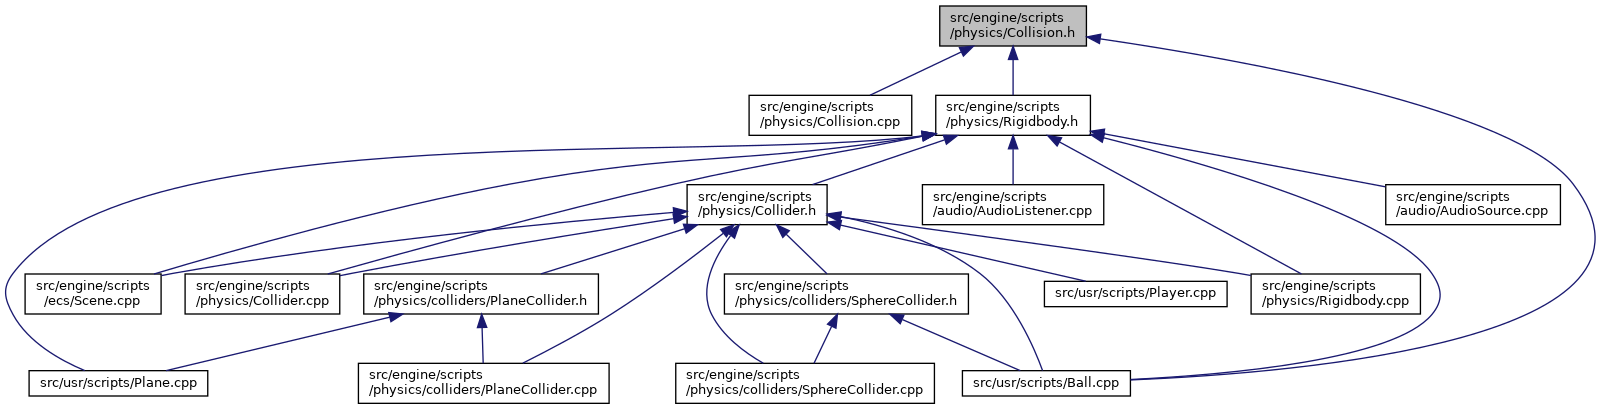 src/engine/scripts
/physics/Collision.h
src/engine/scripts
/physics/Collision.cpp
src/engine/scripts
/physics/Rigidbody.h
src/engine/scripts
/physics/Collider.h
src/engine/scripts
/audio/AudioListener.cpp
src/engine/scripts
/audio/AudioSource.cpp
src/engine/scripts
/ecs/Scene.cpp
src/engine/scripts
/physics/Collider.cpp
src/engine/scripts
/physics/colliders/PlaneCollider.h
src/engine/scripts
/physics/colliders/SphereCollider.h
src/usr/scripts/Player.cpp
src/engine/scripts
/physics/Rigidbody.cpp
src/usr/scripts/Plane.cpp
src/engine/scripts
/physics/colliders/PlaneCollider.cpp
src/engine/scripts
/physics/colliders/SphereCollider.cpp
src/usr/scripts/Ball.cpp